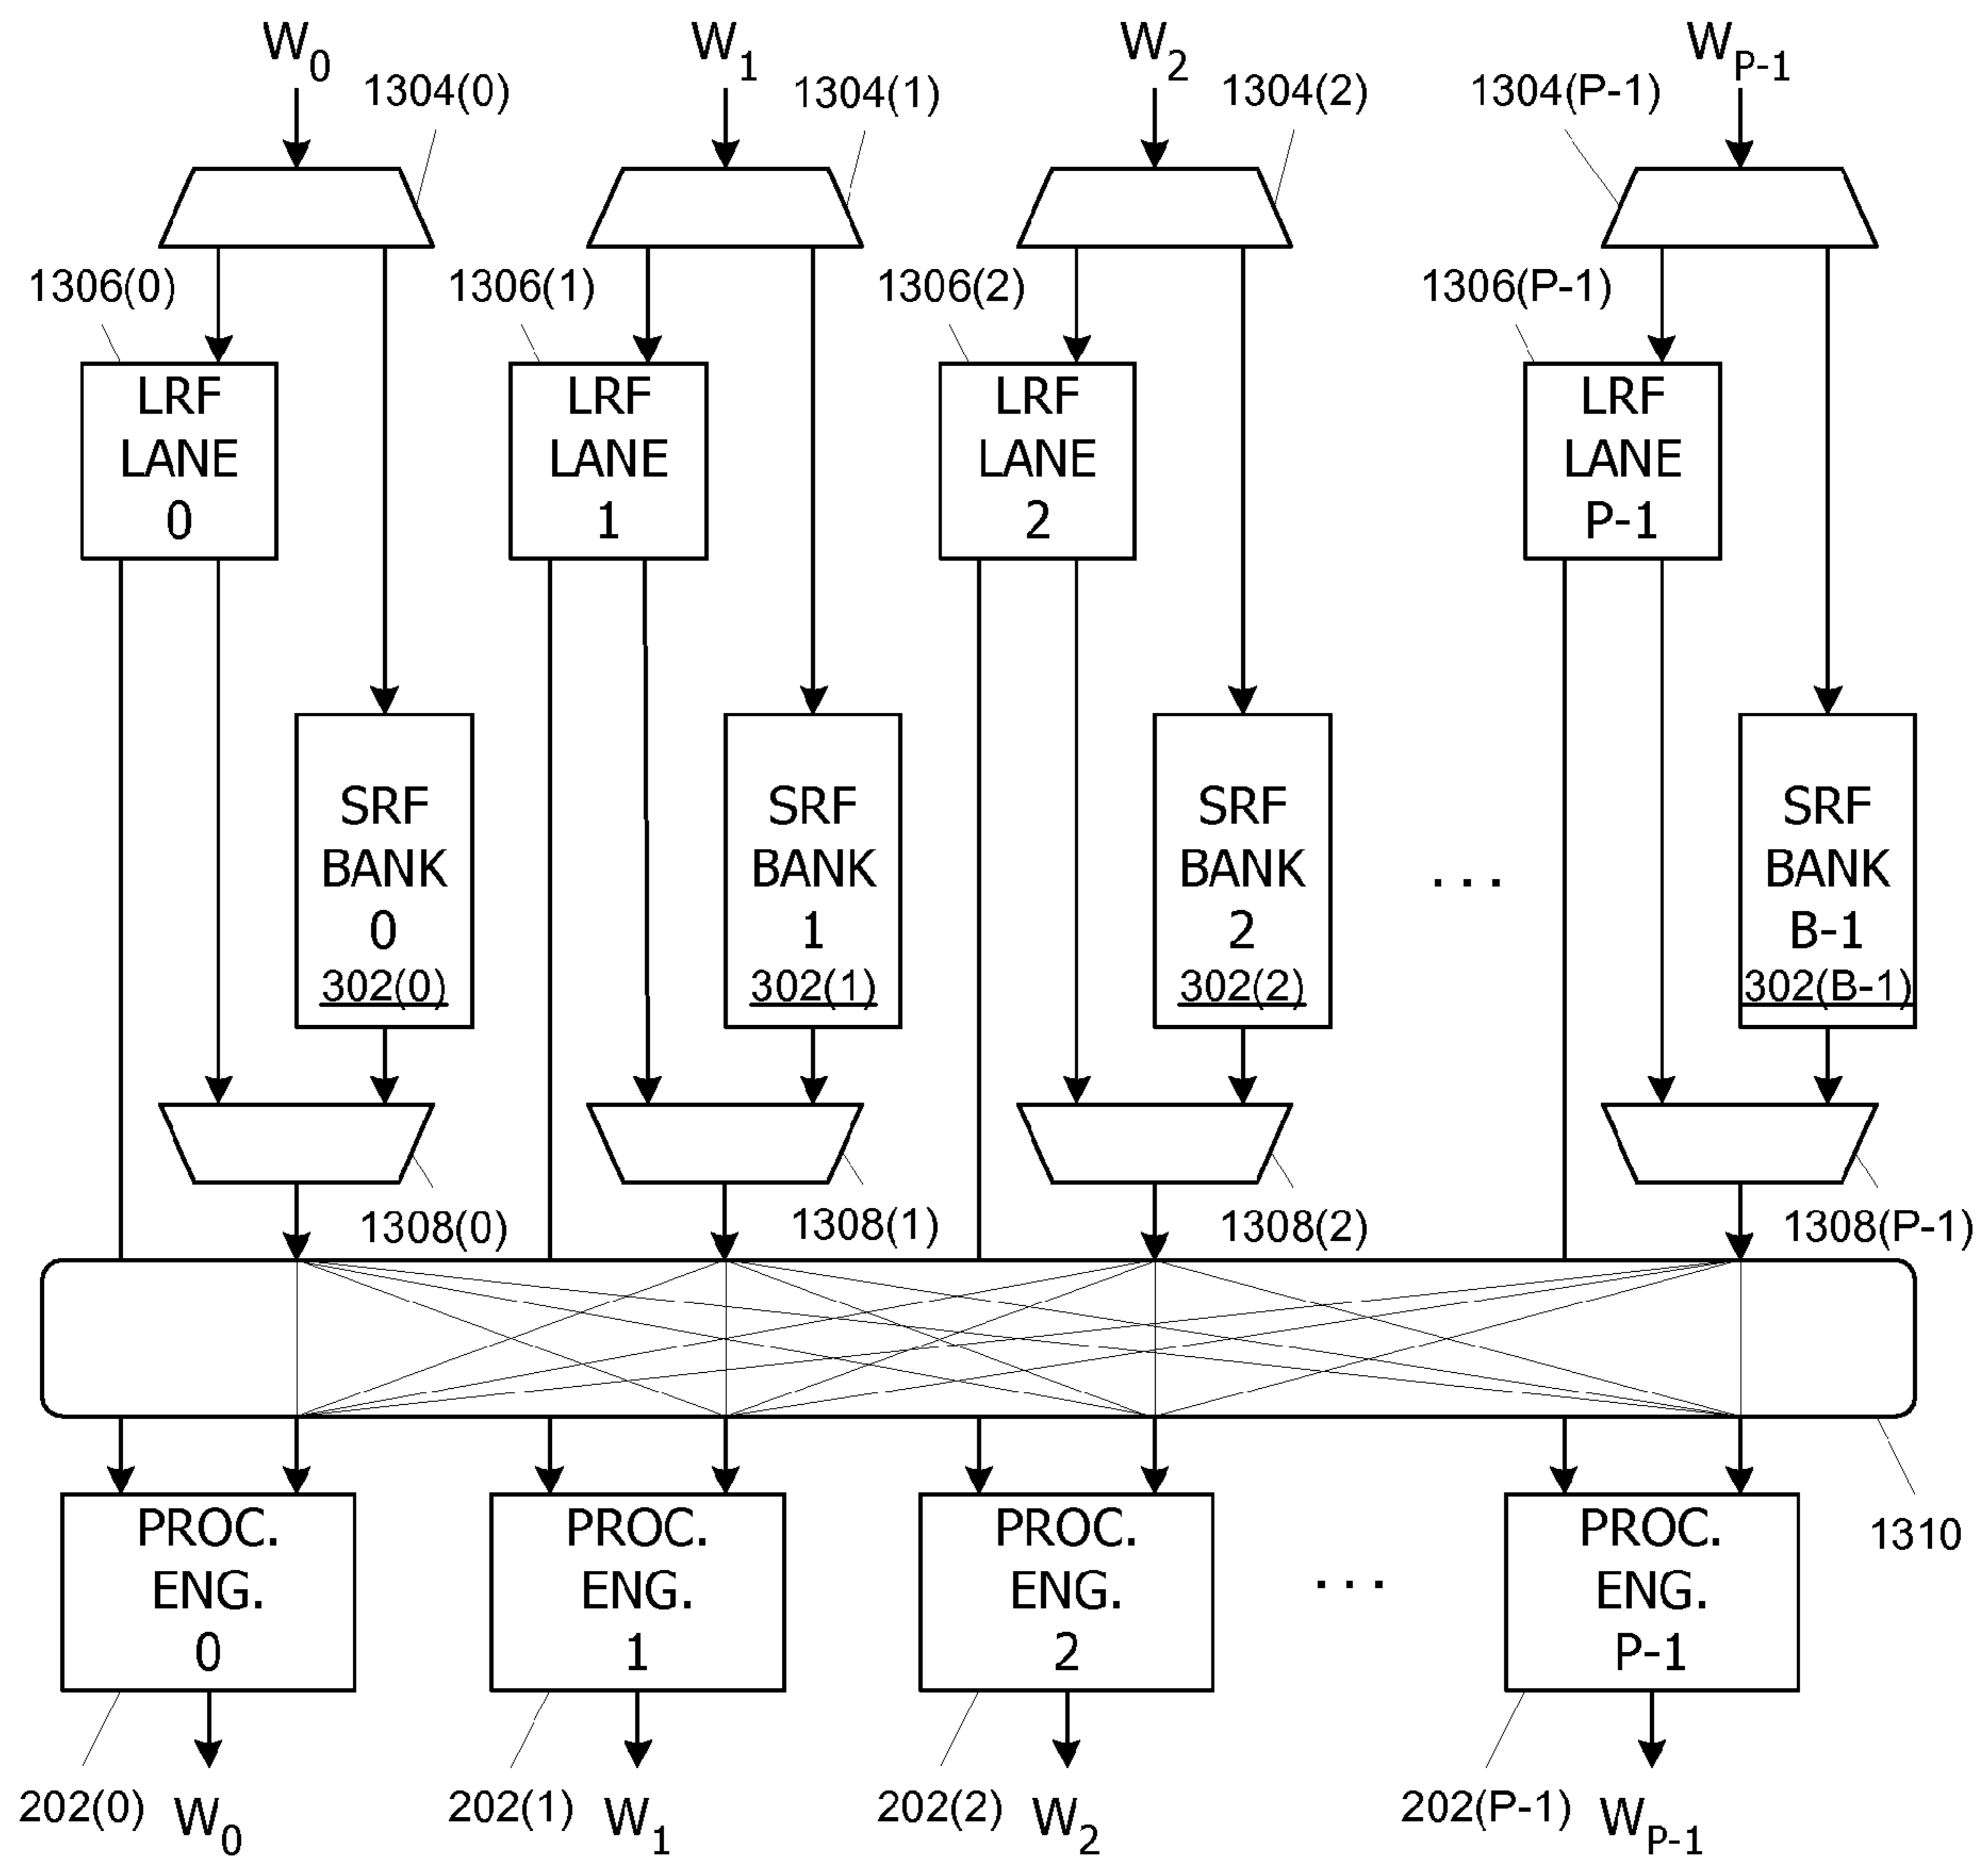 W0 W1 W2 WP-1
1304(0) 1304(1) 1304(2) 1304(P-1)
1306(0) 1306(1) 1306(2) 1306(P-1)
LRF LANE 0
LRF LANE 1
LRF LANE 2
LRF LANE P-1
SRF BANK 0 302(0)
SRF BANK 1 302(1)
SRF BANK 2 302(2)
...
SRF BANK B-1 302(B-1)
1308(0) 1308(1) 1308(2) 1308(P-1)
1310
PROC. ENG. 0
PROC. ENG. 1
PROC. ENG. 2
...
PROC. ENG. P-1
202(0) W0 202(1) W1 202(2) W2 202(P-1) WP-1